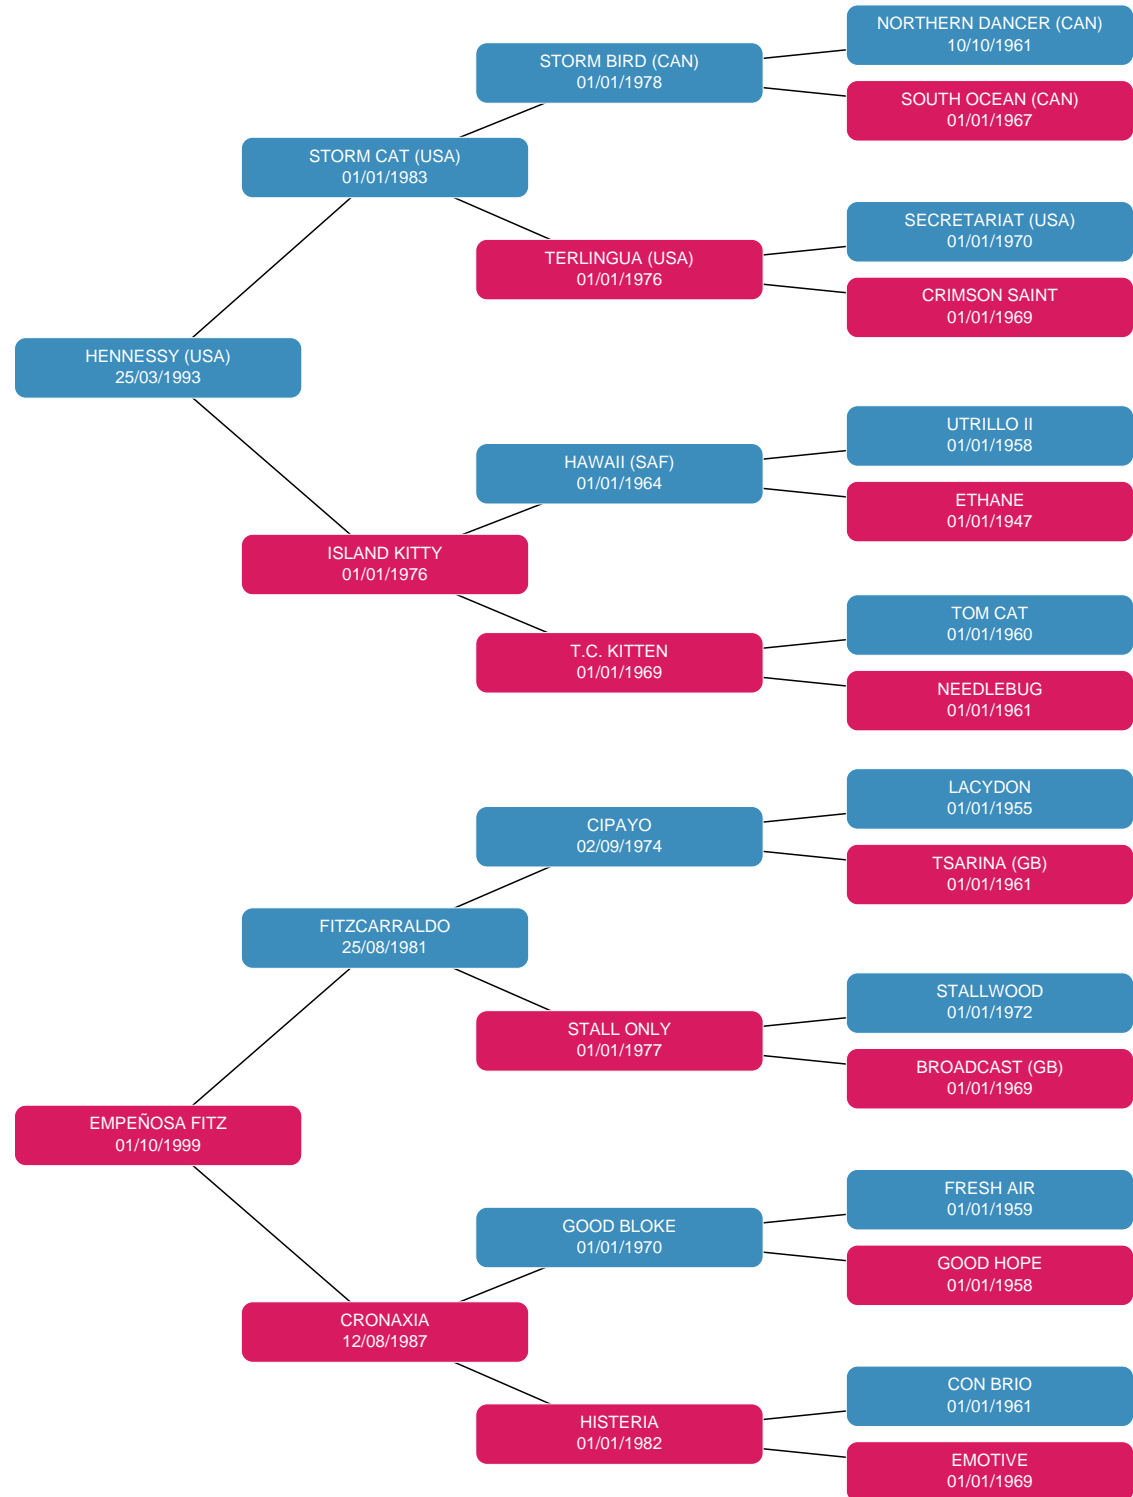 NORTHERN DANCER (CAN)
10/10/1961
STORM BIRD (CAN)
01/01/1978
SOUTH OCEAN (CAN)
01/01/1967
STORM CAT (USA)
01/01/1983
SECRETARIAT (USA)
01/01/1970
TERLINGUA (USA)
01/01/1976
CRIMSON SAINT
01/01/1969
HENNESSY (USA)
25/03/1993
UTRILLO II
01/01/1958
HAWAII (SAF)
01/01/1964
ETHANE
01/01/1947
ISLAND KITTY
01/01/1976
TOM CAT
01/01/1960
T.C. KITTEN
01/01/1969
NEEDLEBUG
01/01/1961
LACYDON
01/01/1955
CIPAYO
02/09/1974
TSARINA (GB)
01/01/1961
FITZCARRALDO
25/08/1981
STALLWOOD
01/01/1972
STALL ONLY
01/01/1977
BROADCAST (GB)
01/01/1969
EMPEÑOSA FITZ
01/10/1999
FRESH AIR
01/01/1959
GOOD BLOKE
01/01/1970
GOOD HOPE
01/01/1958
CRONAXIA
12/08/1987
CON BRIO
01/01/1961
HISTERIA
01/01/1982
EMOTIVE
01/01/1969